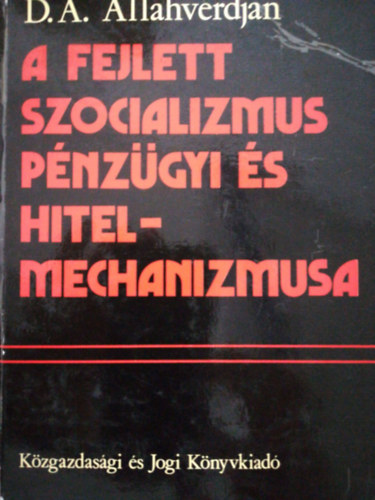 D. A. Allahverdjan
A FEJLETT
SZOCIALIZMUS
PÉNZÜGYI ÉS
HITEL-
MECHANIZMUSA
Közgazdasági és Jogi Könyvkiadó